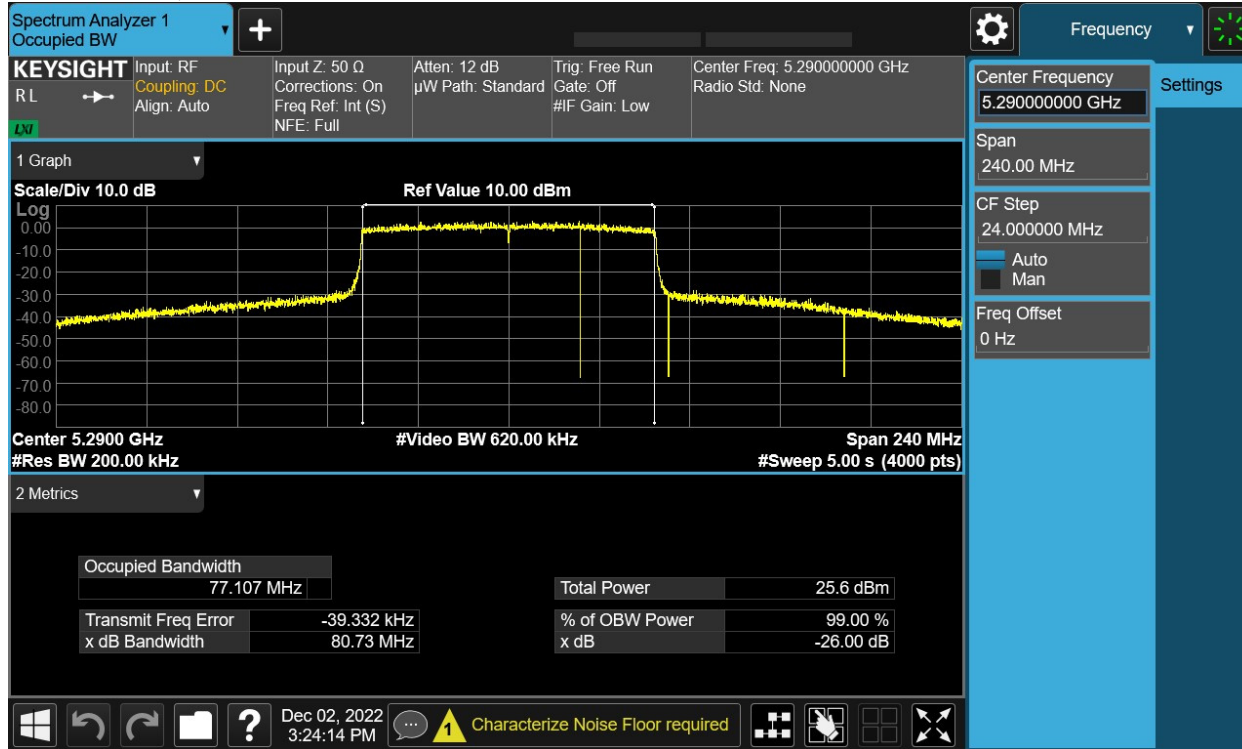 Spectrum Analyzer 1
Occupied BW
+
Frequency
KEYSIGHT
R L
LXI
Input: RF
Coupling: DC
Align: Auto
Input Z: 50 Ω
Corrections: On
Freq Ref: Int (S)
NFE: Full
Atten: 12 dB
µW Path: Standard
Trig: Free Run
Gate: Off
#IF Gain: Low
Center Freq: 5.290000000 GHz
Radio Std: None
Center Frequency
5.290000000 GHz
Settings
Span
240.00 MHz
CF Step
24.000000 MHz
Auto
Man
Freq Offset
0 Hz
1 Graph
Scale/Div 10.0 dB
Ref Value 10.00 dBm
Log
0.00
-10.0
-20.0
-30.0
-40.0
-50.0
-60.0
-70.0
-80.0
Center 5.2900 GHz
#Video BW 620.00 kHz
Span 240 MHz
#Res BW 200.00 kHz
#Sweep 5.00 s (4000 pts)
2 Metrics
Occupied Bandwidth
77.107 MHz
Total Power 25.6 dBm
Transmit Freq Error -39.332 kHz
% of OBW Power 99.00 %
x dB Bandwidth 80.73 MHz
x dB -26.00 dB
?
Dec 02, 2022
3:24:14 PM
1
Characterize Noise Floor required